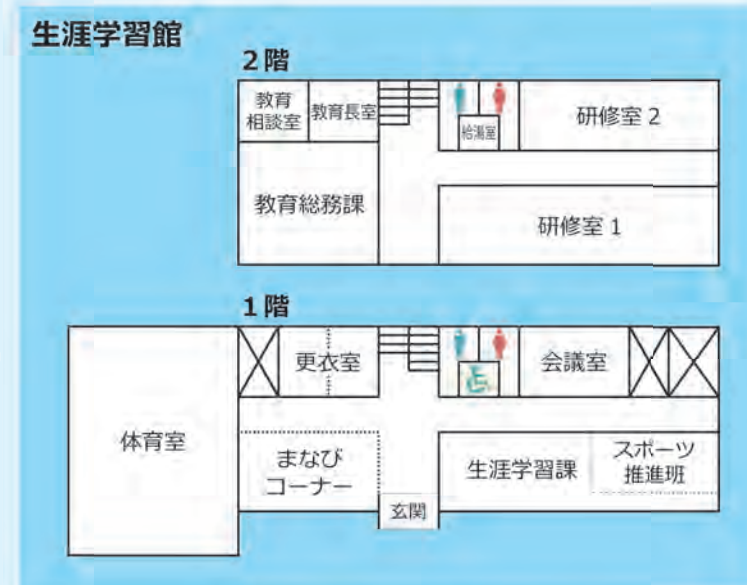 生涯学習館
2階
教育
相談室
教育長室
給湯室
研修室2
教育総務課
研修室1
1階
更衣室
会議室
体育室
まなび
コーナー
生涯学習課
スポーツ
推進班
玄関